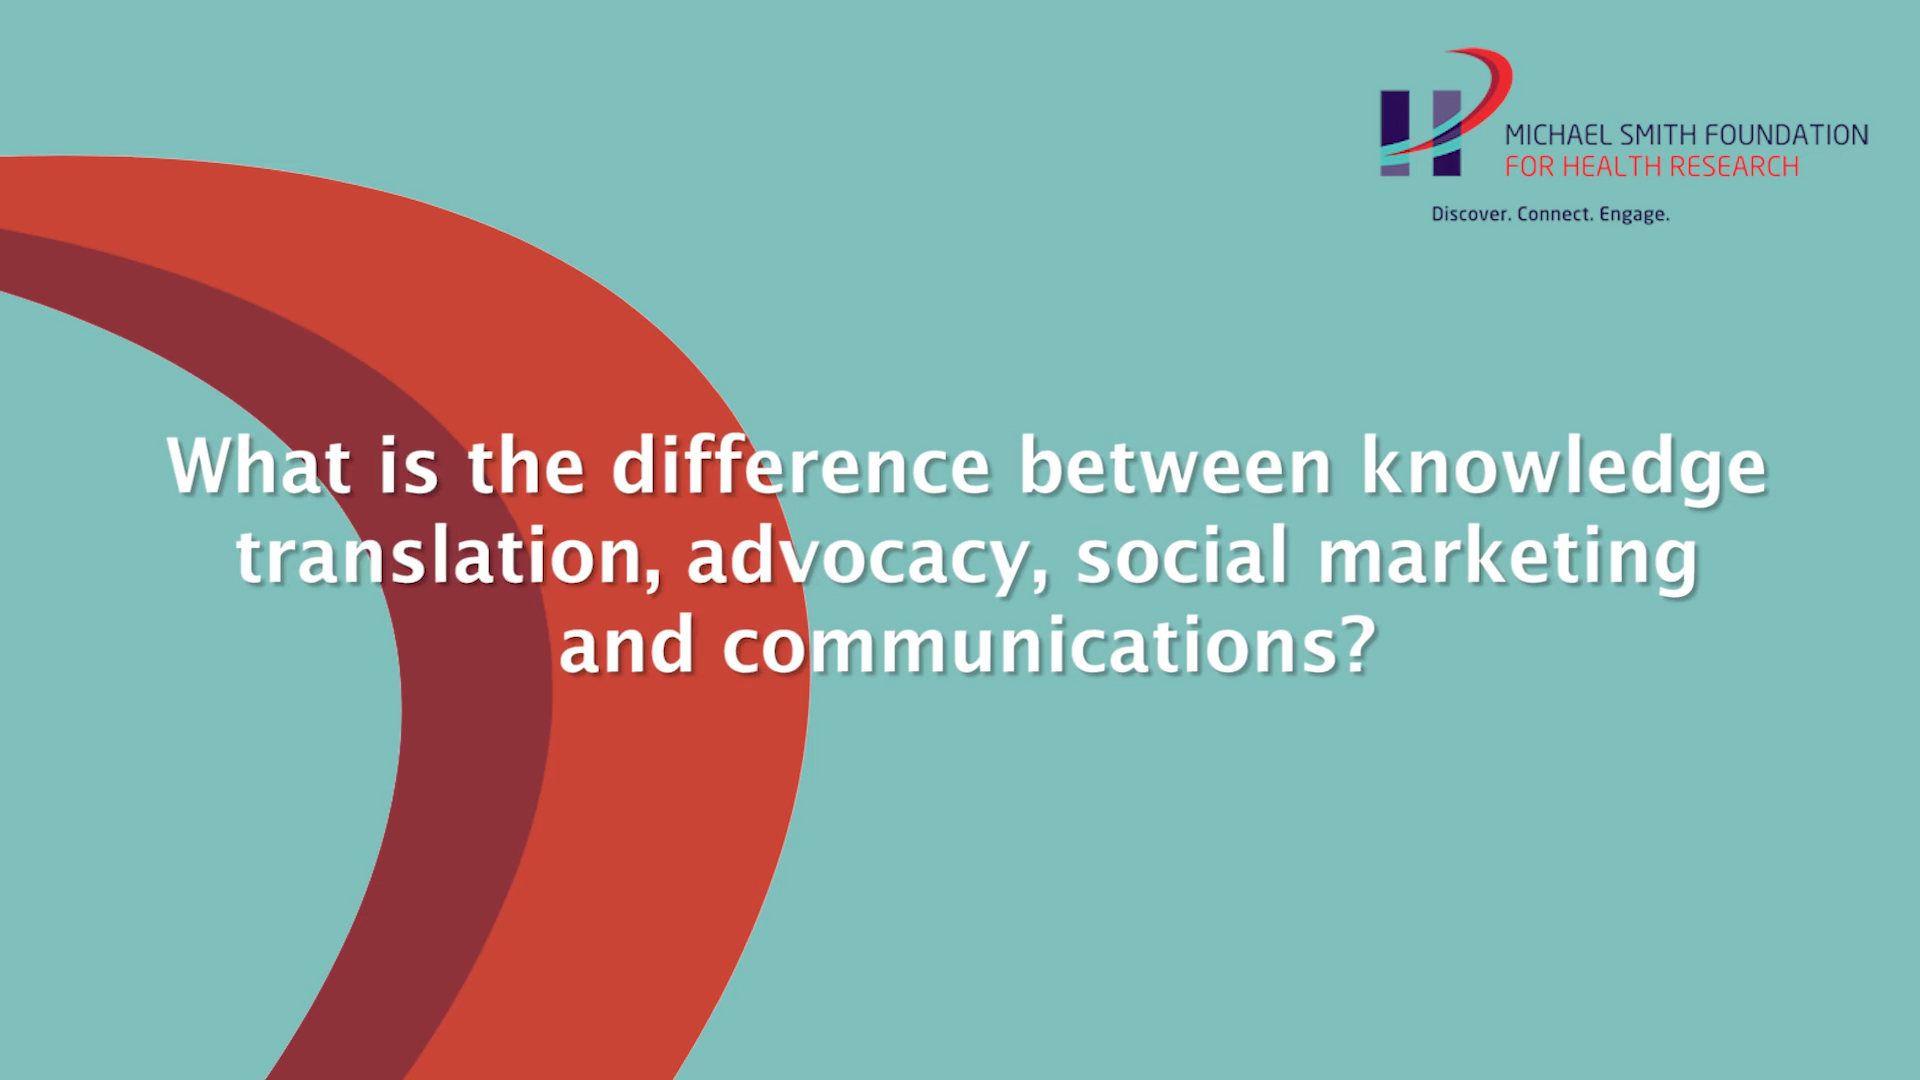 MICHAEL SMITH FOUNDATION
FOR HEALTH RESEARCH
Discover. Connect. Engage.
What is the difference between knowledge
translation, advocacy, social marketing
and communications?